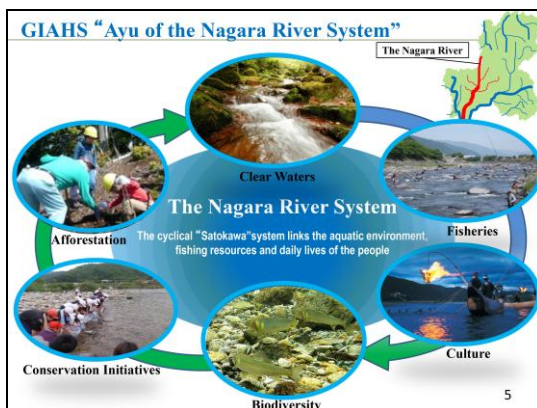 GIAHS “Ayu of the Nagara River System”
The Nagara River
Clear Waters
Fisheries
Culture
Biodiversity
Conservation Initiatives
Afforestation
The Nagara River System
The cyclical “Satokawa”system links the aquatic environment,
fishing resources and daily lives of the people
5